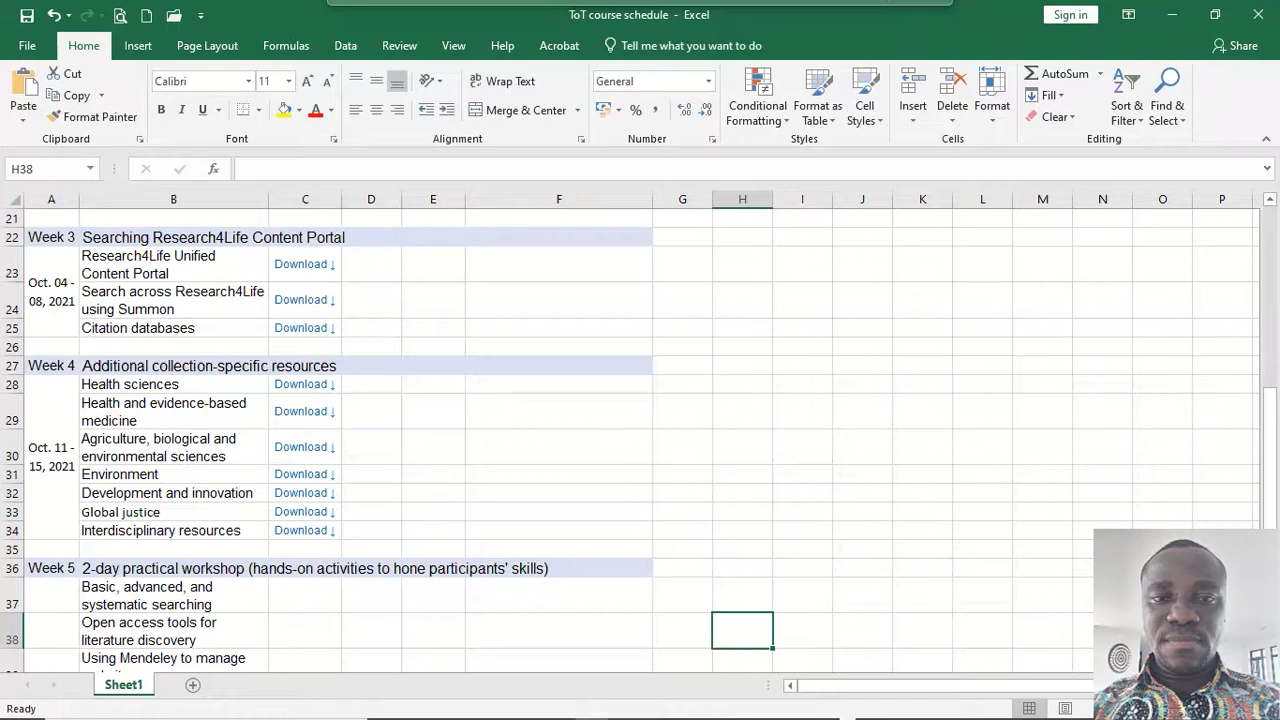 ToT course schedule - Excel
Sign in
File Home Insert Page Layout Formulas Data Review View Help Acrobat Tell me what you want to do Share
Paste
Cut
Copy
Format Painter
Clipboard
Calibri 11
B I U
Font
Wrap Text
Merge & Center
Alignment
General
Number
Conditional
Formatting
Format as
Table
Cell
Styles
Styles
Insert
Delete
Format
Cells
AutoSum
Fill
Clear
Sort &
Filter
Find &
Select
Editing
H38 fx
A B C D E F G H I J K L M N O P
21
22 Week 3 Searching Research4Life Content Portal
Oct. 04 -
08, 2021
23 Research4Life Unified
Content Portal Download ↓
24 Search across Research4Life
using Summon Download ↓
25 Citation databases Download ↓
26
27 Week 4 Additional collection-specific resources
Oct. 11 -
15, 2021
28 Health sciences Download ↓
29 Health and evidence-based
medicine Download ↓
30 Agriculture, biological and
environmental sciences Download ↓
31 Environment Download ↓
32 Development and innovation Download ↓
33 Global justice Download ↓
34 Interdisciplinary resources Download ↓
35
36 Week 5 2-day practical workshop (hands-on activities to hone participants' skills)
37 Basic, advanced, and
systematic searching
38 Open access tools for
literature discovery
Using Mendeley to manage
Sheet1
Ready